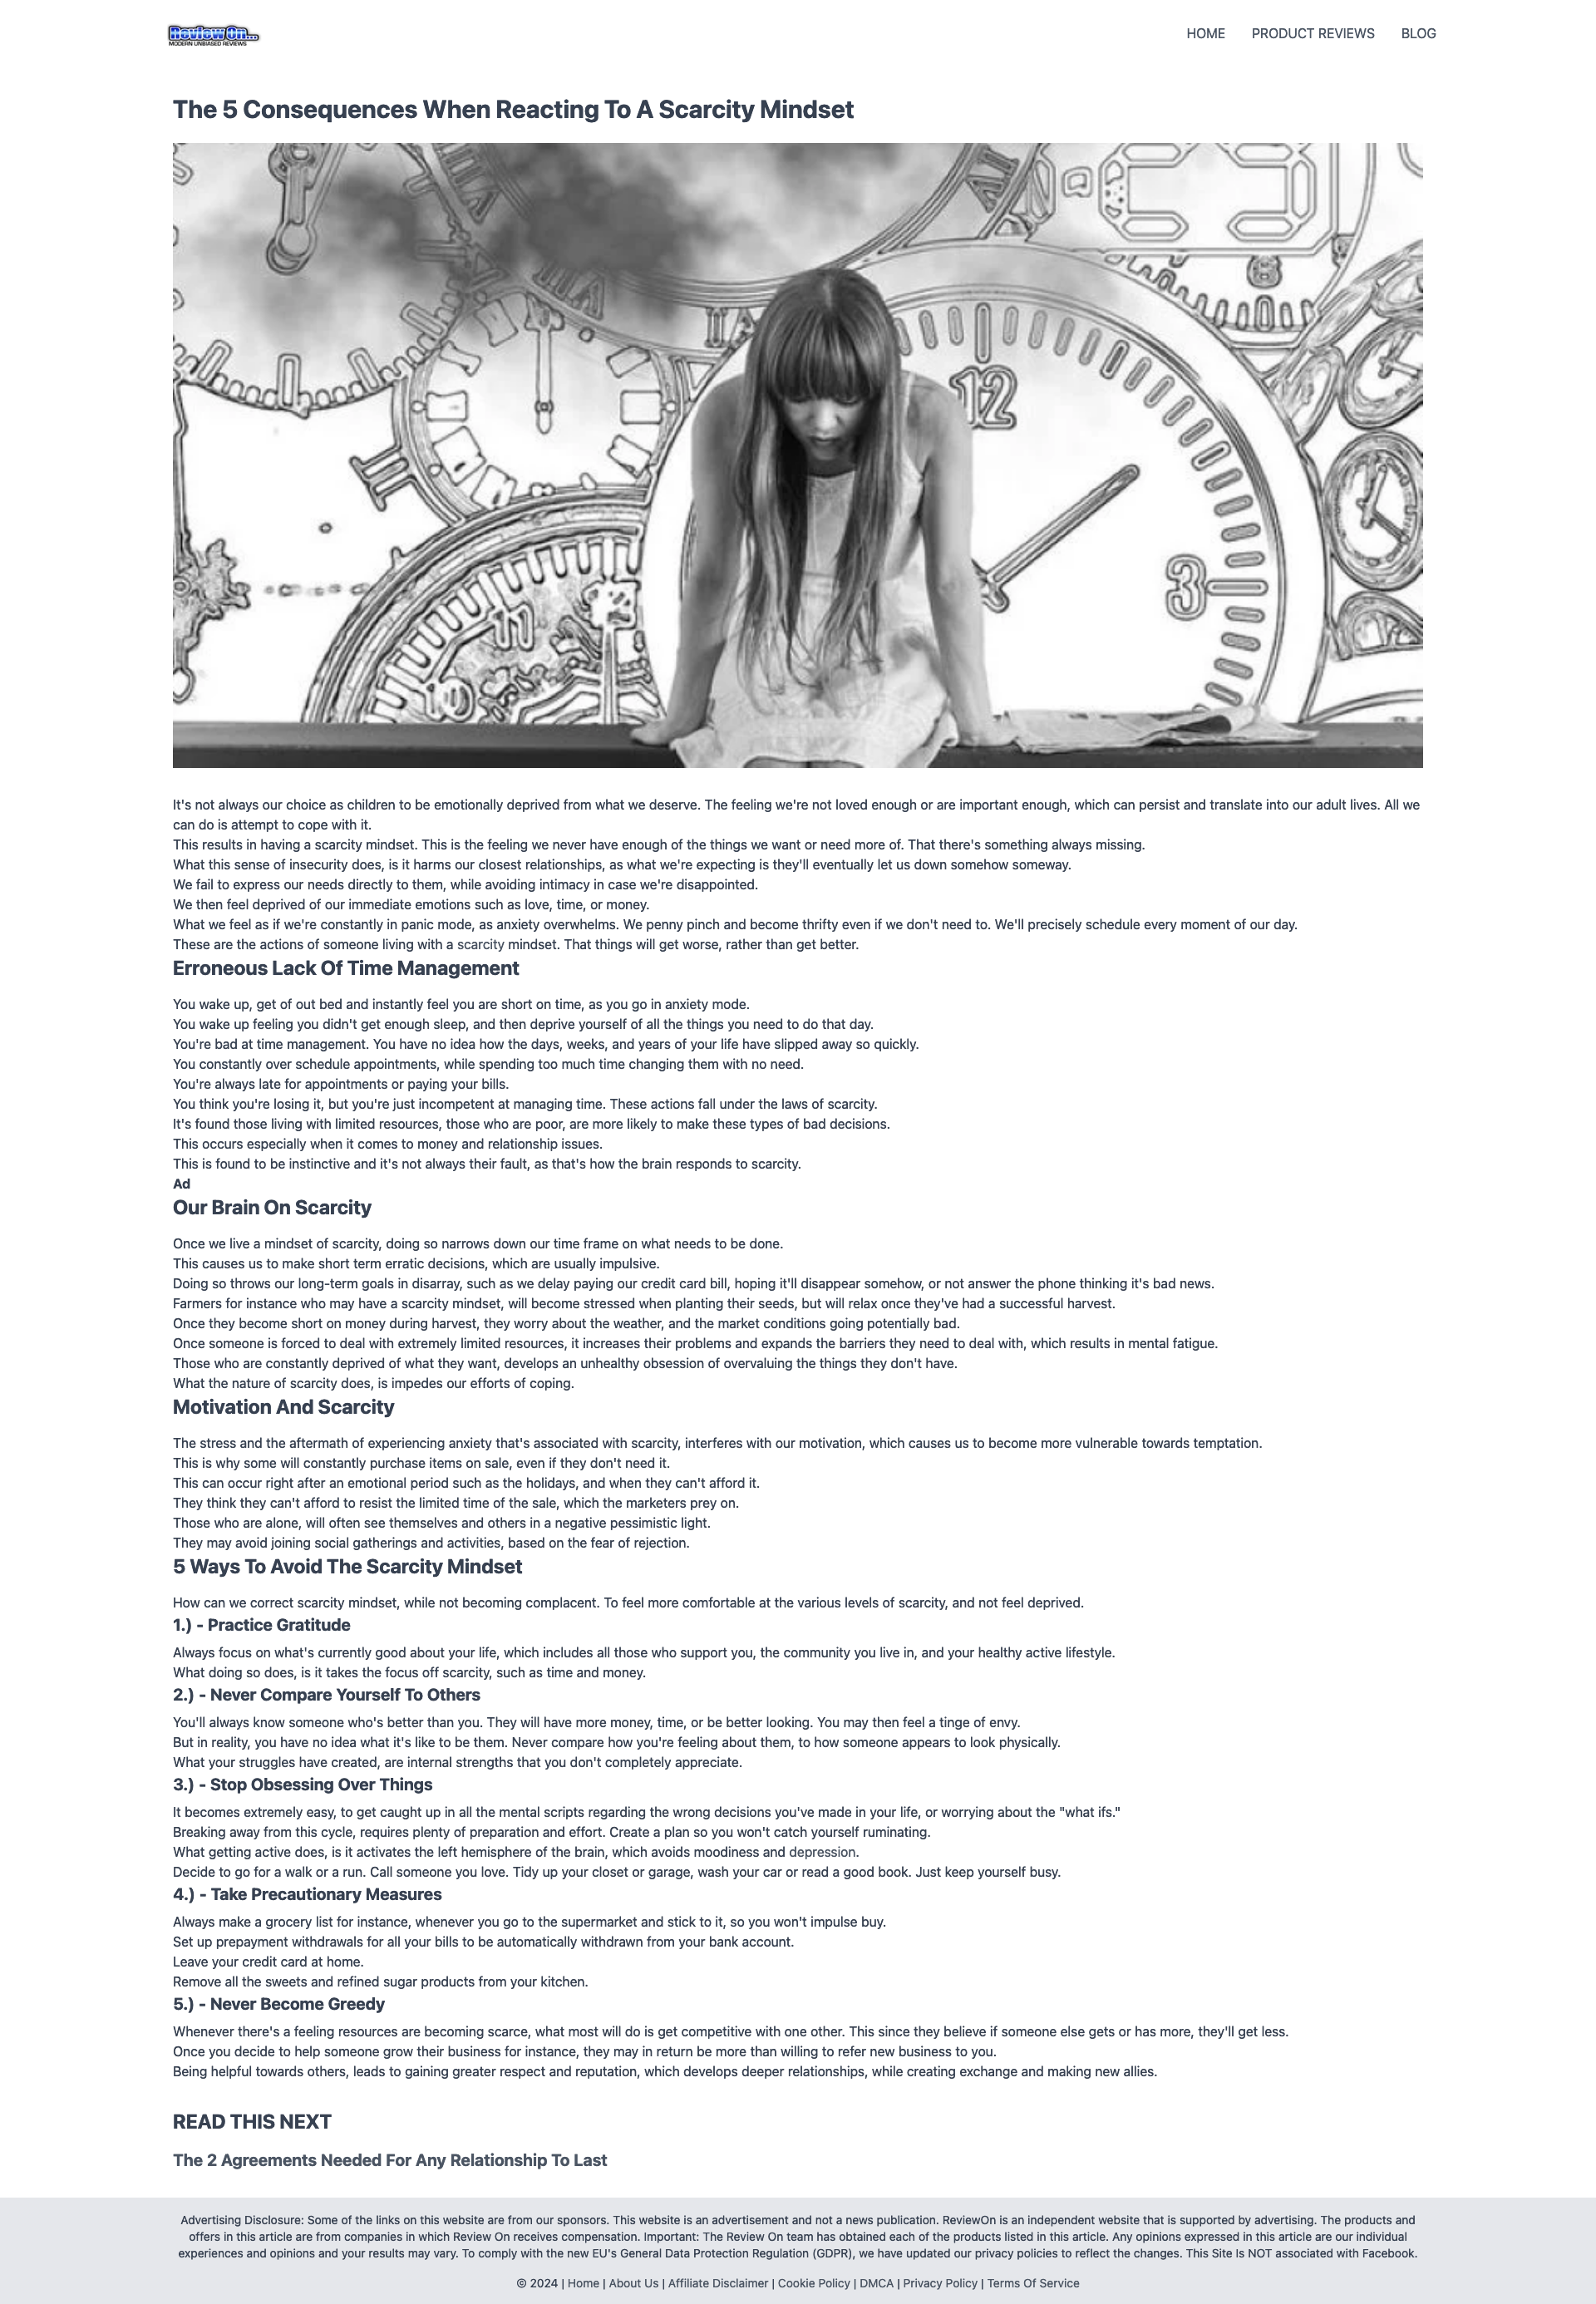 Review On...
MODERN UNBIASED REVIEWS
HOME PRODUCT REVIEWS BLOG
The 5 Consequences When Reacting To A Scarcity Mindset
8
12
3
11
10
It's not always our choice as children to be emotionally deprived from what we deserve. The feeling we're not loved enough or are important enough, which can persist and translate into our adult lives. All we
can do is attempt to cope with it.
This results in having a scarcity mindset. This is the feeling we never have enough of the things we want or need more of. That there's something always missing.
What this sense of insecurity does, is it harms our closest relationships, as what we're expecting is they'll eventually let us down somehow someway.
We fail to express our needs directly to them, while avoiding intimacy in case we're disappointed.
We then feel deprived of our immediate emotions such as love, time, or money.
What we feel as if we're constantly in panic mode, as anxiety overwhelms. We penny pinch and become thrifty even if we don't need to. We'll precisely schedule every moment of our day.
These are the actions of someone living with a scarcity mindset. That things will get worse, rather than get better.
Erroneous Lack Of Time Management
You wake up, get of out bed and instantly feel you are short on time, as you go in anxiety mode.
You wake up feeling you didn't get enough sleep, and then deprive yourself of all the things you need to do that day.
You're bad at time management. You have no idea how the days, weeks, and years of your life have slipped away so quickly.
You constantly over schedule appointments, while spending too much time changing them with no need.
You're always late for appointments or paying your bills.
You think you're losing it, but you're just incompetent at managing time. These actions fall under the laws of scarcity.
It's found those living with limited resources, those who are poor, are more likely to make these types of bad decisions.
This occurs especially when it comes to money and relationship issues.
This is found to be instinctive and it's not always their fault, as that's how the brain responds to scarcity.
Ad
Our Brain On Scarcity
Once we live a mindset of scarcity, doing so narrows down our time frame on what needs to be done.
This causes us to make short term erratic decisions, which are usually impulsive.
Doing so throws our long-term goals in disarray, such as we delay paying our credit card bill, hoping it'll disappear somehow, or not answer the phone thinking it's bad news.
Farmers for instance who may have a scarcity mindset, will become stressed when planting their seeds, but will relax once they've had a successful harvest.
Once they become short on money during harvest, they worry about the weather, and the market conditions going potentially bad.
Once someone is forced to deal with extremely limited resources, it increases their problems and expands the barriers they need to deal with, which results in mental fatigue.
Those who are constantly deprived of what they want, develops an unhealthy obsession of overvaluing the things they don't have.
What the nature of scarcity does, is impedes our efforts of coping.
Motivation And Scarcity
The stress and the aftermath of experiencing anxiety that's associated with scarcity, interferes with our motivation, which causes us to become more vulnerable towards temptation.
This is why some will constantly purchase items on sale, even if they don't need it.
This can occur right after an emotional period such as the holidays, and when they can't afford it.
They think they can't afford to resist the limited time of the sale, which the marketers prey on.
Those who are alone, will often see themselves and others in a negative pessimistic light.
They may avoid joining social gatherings and activities, based on the fear of rejection.
5 Ways To Avoid The Scarcity Mindset
How can we correct scarcity mindset, while not becoming complacent. To feel more comfortable at the various levels of scarcity, and not feel deprived.
1.) - Practice Gratitude
Always focus on what's currently good about your life, which includes all those who support you, the community you live in, and your healthy active lifestyle.
What doing so does, is it takes the focus off scarcity, such as time and money.
2.) - Never Compare Yourself To Others
You'll always know someone who's better than you. They will have more money, time, or be better looking. You may then feel a tinge of envy.
But in reality, you have no idea what it's like to be them. Never compare how you're feeling about them, to how someone appears to look physically.
What your struggles have created, are internal strengths that you don't completely appreciate.
3.) - Stop Obsessing Over Things
It becomes extremely easy, to get caught up in all the mental scripts regarding the wrong decisions you've made in your life, or worrying about the "what ifs."
Breaking away from this cycle, requires plenty of preparation and effort. Create a plan so you won't catch yourself ruminating.
What getting active does, is it activates the left hemisphere of the brain, which avoids moodiness and depression.
Decide to go for a walk or a run. Call someone you love. Tidy up your closet or garage, wash your car or read a good book. Just keep yourself busy.
4.) - Take Precautionary Measures
Always make a grocery list for instance, whenever you go to the supermarket and stick to it, so you won't impulse buy.
Set up prepayment withdrawals for all your bills to be automatically withdrawn from your bank account.
Leave your credit card at home.
Remove all the sweets and refined sugar products from your kitchen.
5.) - Never Become Greedy
Whenever there's a feeling resources are becoming scarce, what most will do is get competitive with one other. This since they believe if someone else gets or has more, they'll get less.
Once you decide to help someone grow their business for instance, they may in return be more than willing to refer new business to you.
Being helpful towards others, leads to gaining greater respect and reputation, which develops deeper relationships, while creating exchange and making new allies.
READ THIS NEXT
The 2 Agreements Needed For Any Relationship To Last
Advertising Disclosure: Some of the links on this website are from our sponsors. This website is an advertisement and not a news publication. ReviewOn is an independent website that is supported by advertising. The products and
offers in this article are from companies in which Review On receives compensation. Important: The Review On team has obtained each of the products listed in this article. Any opinions expressed in this article are our individual
experiences and opinions and your results may vary. To comply with the new EU's General Data Protection Regulation (GDPR), we have updated our privacy policies to reflect the changes. This Site Is NOT associated with Facebook.
© 2024 | Home | About Us | Affiliate Disclaimer | Cookie Policy | DMCA | Privacy Policy | Terms Of Service